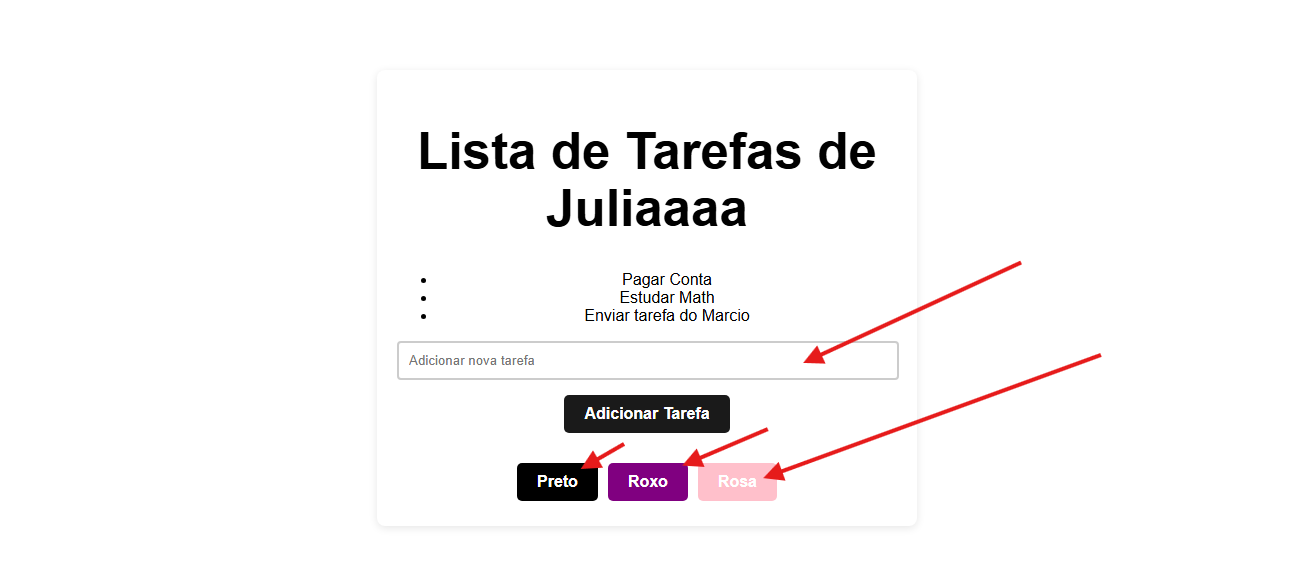 Lista de Tarefas de
Juliaaaa
Pagar Conta
Estudar Math
Enviar tarefa do Marcio
Adicionar nova tarefa
Adicionar Tarefa
Preto Roxo Rosa